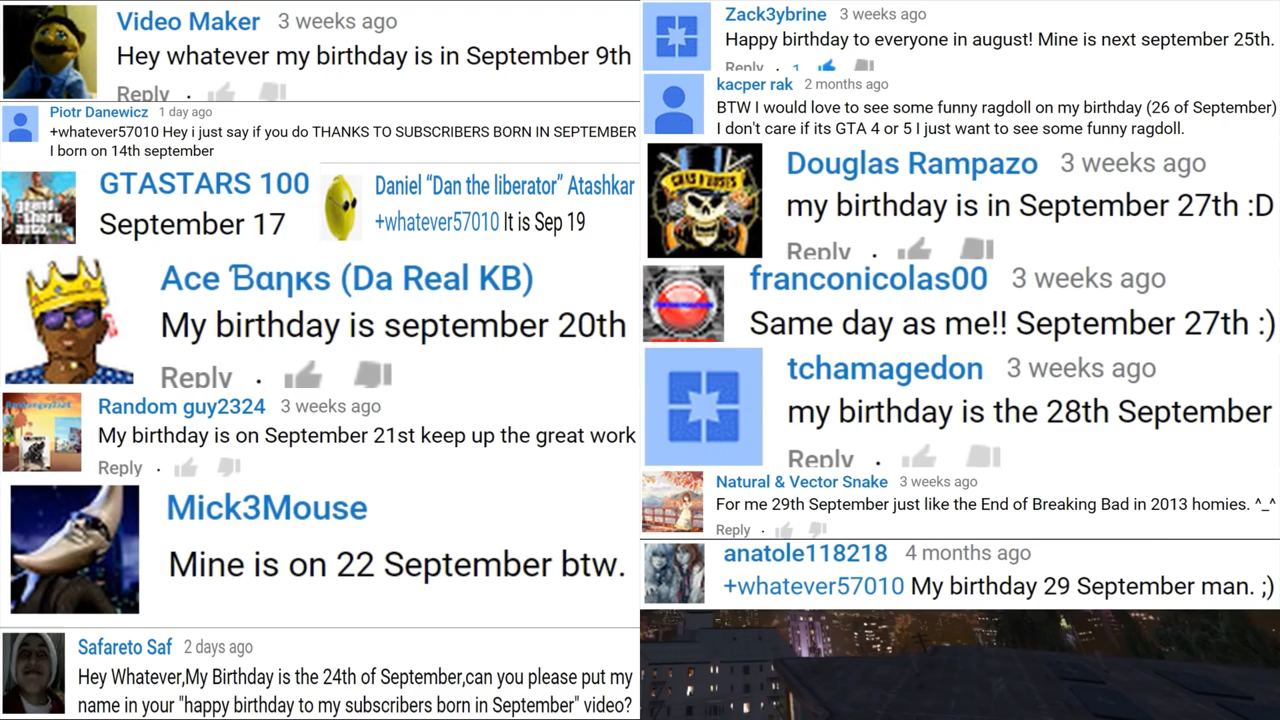 Video Maker 3 weeks ago
Hey whatever my birthday is in September 9th
Reply
Piotr Danewicz 1 day ago
+whatever57010 Hey i just say if you do THANKS TO SUBSCRIBERS BORN IN SEPTEMBER
I born on 14th september
GTASTARS 100
September 17
Daniel “Dan the liberator” Atashkar
+whatever57010 It is Sep 19
Ace Ɓαηκs (Da Real KB)
My birthday is september 20th
Reply
Random guy2324 3 weeks ago
My birthday is on September 21st keep up the great work
Reply
Mick3Mouse
Mine is on 22 September btw.
Safareto Saf 2 days ago
Hey Whatever,My Birthday is the 24th of September,can you please put my
name in your "happy birthday to my subscribers born in September" video?
Zack3ybrine 3 weeks ago
Happy birthday to everyone in august! Mine is next september 25th.
Reply 1
kacper rak 2 months ago
BTW I would love to see some funny ragdoll on my birthday (26 of September)
I don't care if its GTA 4 or 5 I just want to see some funny ragdoll.
Douglas Rampazo 3 weeks ago
my birthday is in September 27th :D
Reply
franconicolas00 3 weeks ago
Same day as me!! September 27th :)
tchamagedon 3 weeks ago
my birthday is the 28th September
Reply
Natural & Vector Snake 3 weeks ago
For me 29th September just like the End of Breaking Bad in 2013 homies. ^_^
Reply
anatole118218 4 months ago
+whatever57010 My birthday 29 September man. ;)